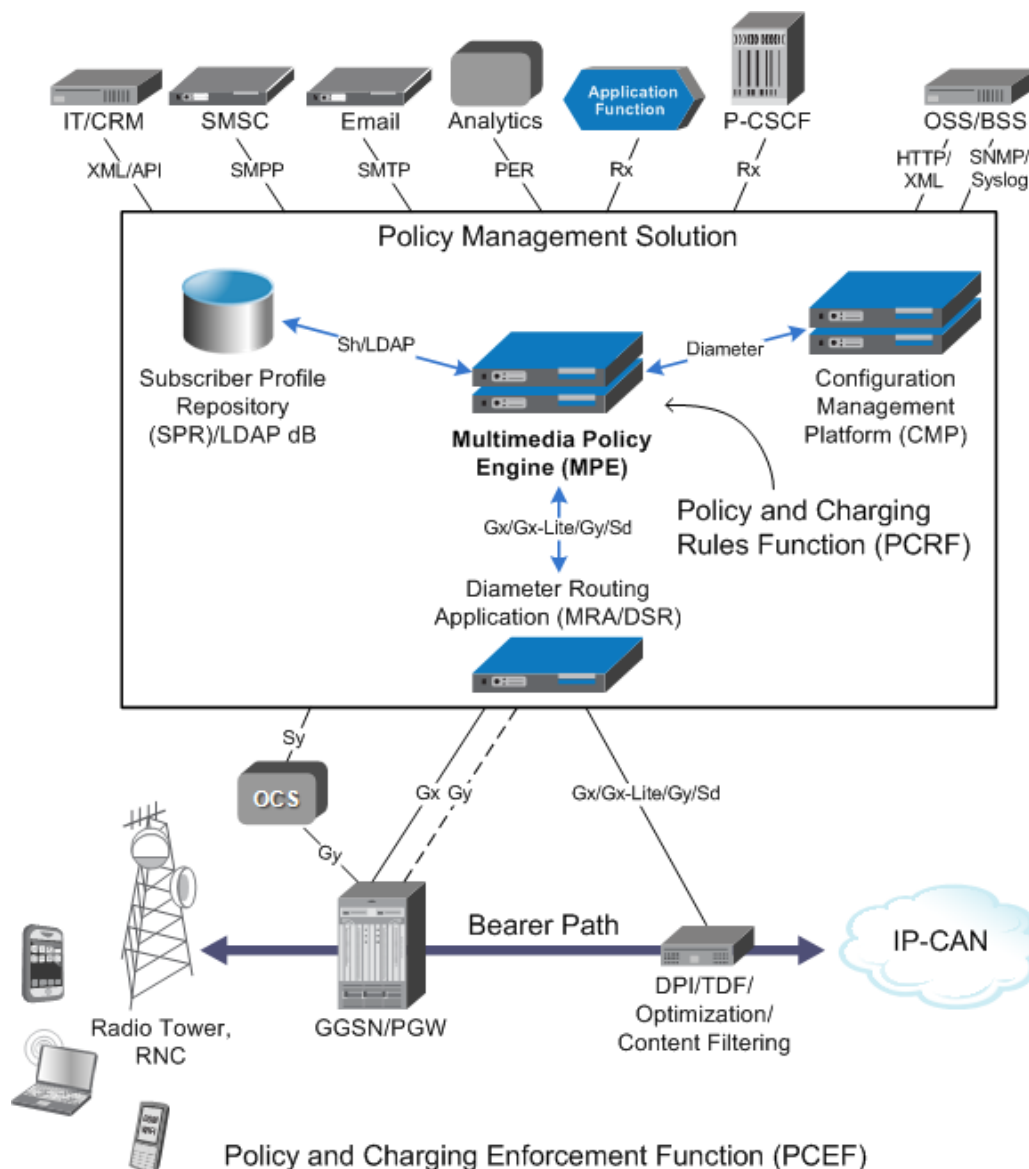 Application
Function
IT/CRM
SMSC
Email
Analytics
P-CSCF
OSS/BSS
XML/API
SMPP
SMTP
PER
Rx
Rx
HTTP/
XML
SNMP/
Syslog
Policy Management Solution
Sh/LDAP
Diameter
Subscriber Profile
Repository
(SPR)/LDAP dB
Configuration
Management
Platform (CMP)
Multimedia Policy
Engine (MPE)
Policy and Charging
Rules Function (PCRF)
Gx/Gx-Lite/Gy/Sd
Diameter Routing
Application (MRA/DSR)
Sy
OCS
Gx Gy
Gx/Gx-Lite/Gy/Sd
Gy
Bearer Path
IP-CAN
Radio Tower,
RNC
GGSN/PGW
DPI/TDF/
Optimization/
Content Filtering
Policy and Charging Enforcement Function (PCEF)